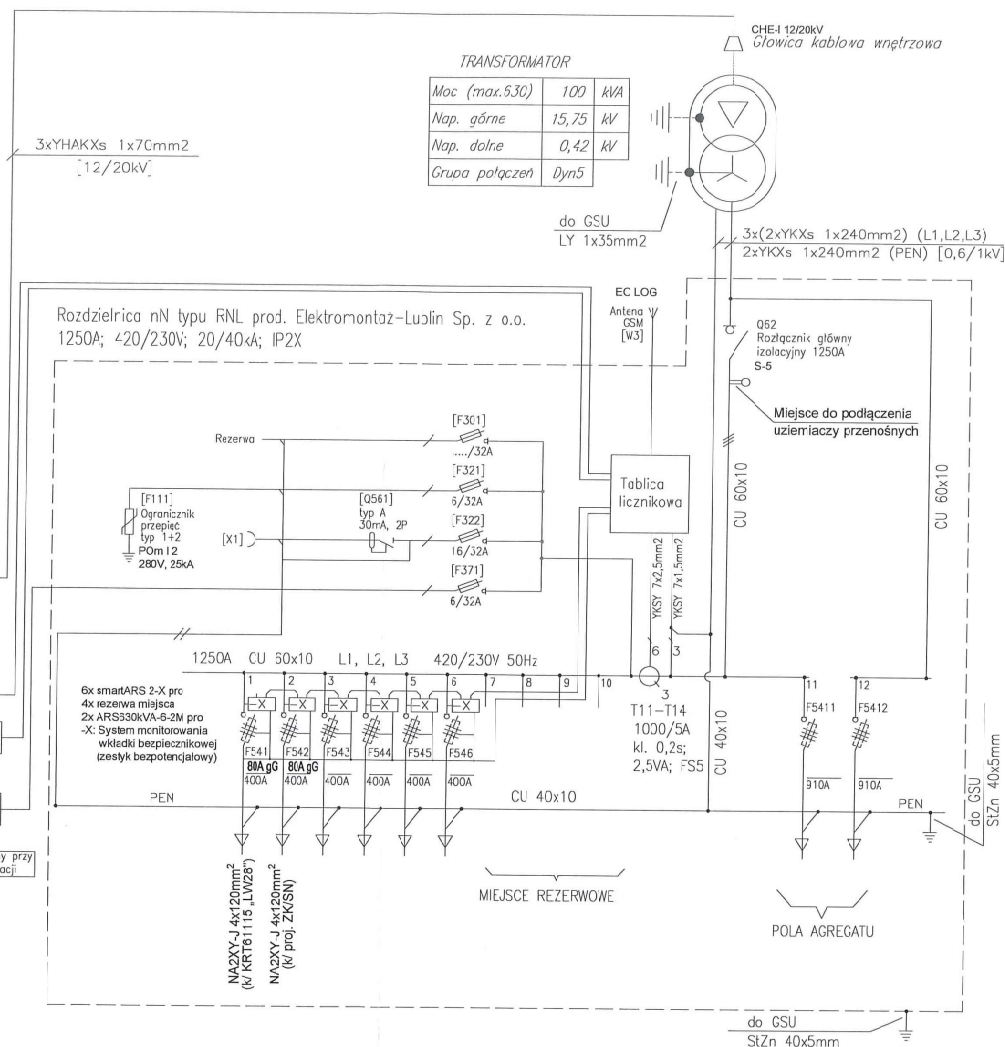 CHE-I 12/20kV
Głowica kablowa wnętrzowa
TRANSFORMATOR
Moc (max.630) 100 kVA
Nap. górne 15,75 kV
Nap. dolne 0,42 kV
Grupa połączeń Dyn5
3xYHAKXs 1x70mm2
[12/20kV]
do GSU
LY 1x35mm2
3x(2xYKXs 1x240mm2) (L1,L2,L3)
2xYKXs 1x240mm2 (PEN) [0,6/1kV]
Rozdzielnica nN typu RNL prod. Elektromontaż-Lublin Sp. z o.o.
1250A; 420/230V; 20/40kA; IP2X
EC LOG
Antena
GSM
[W3]
Q62
Rozłącznik główny
izolacyjny 1250A
S-5
Miejsce do podłączenia
uziemiaczy przenośnych
Rezerwa
[F301]
..../32A
[F321]
6/32A
[F322]
16/32A
[F371]
6/32A
[F111]
Ogranicznik
przepięć
typ 1+2
POm I 2
280V, 25kA
[X1]
[Q561]
typ A
30mA, 2P
Tablica
licznikowa
CU 60x10
CU 60x10
YKSY 7x2,5mm2
YKSY 7x1,5mm2
6
3
1250A CU 60x10 L1, L2, L3 420/230V 50Hz
1 2 3 4 5 6 7 8 9 10
11 12
3
T11-T14
1000/5A
kl. 0,2s;
2,5VA; FS5
CU 40x10
6x smartARS 2-X pro
4x rezerwa miejsca
2x ARS630kVA-6-2M pro
-X: System monitorowania
wkładki bezpiecznikowej
(zestyk bezpotencjałowy)
-X -X -X -X -X -X
F541 F542 F543 F544 F545 F546
80A gG 80A gG
400A 400A 400A 400A 400A 400A
F5411 F5412
910A 910A
PEN
CU 40x10
PEN
do GSU
StZn 40x5mm
y przy
acji
NA2XY-J 4x120mm²
(k/ KRT61115 „LW28")
NA2XY-J 4x120mm²
(k/ proj. ZK/SN)
MIEJSCE REZERWOWE
POLA AGREGATU
do GSU
StZn 40x5mm